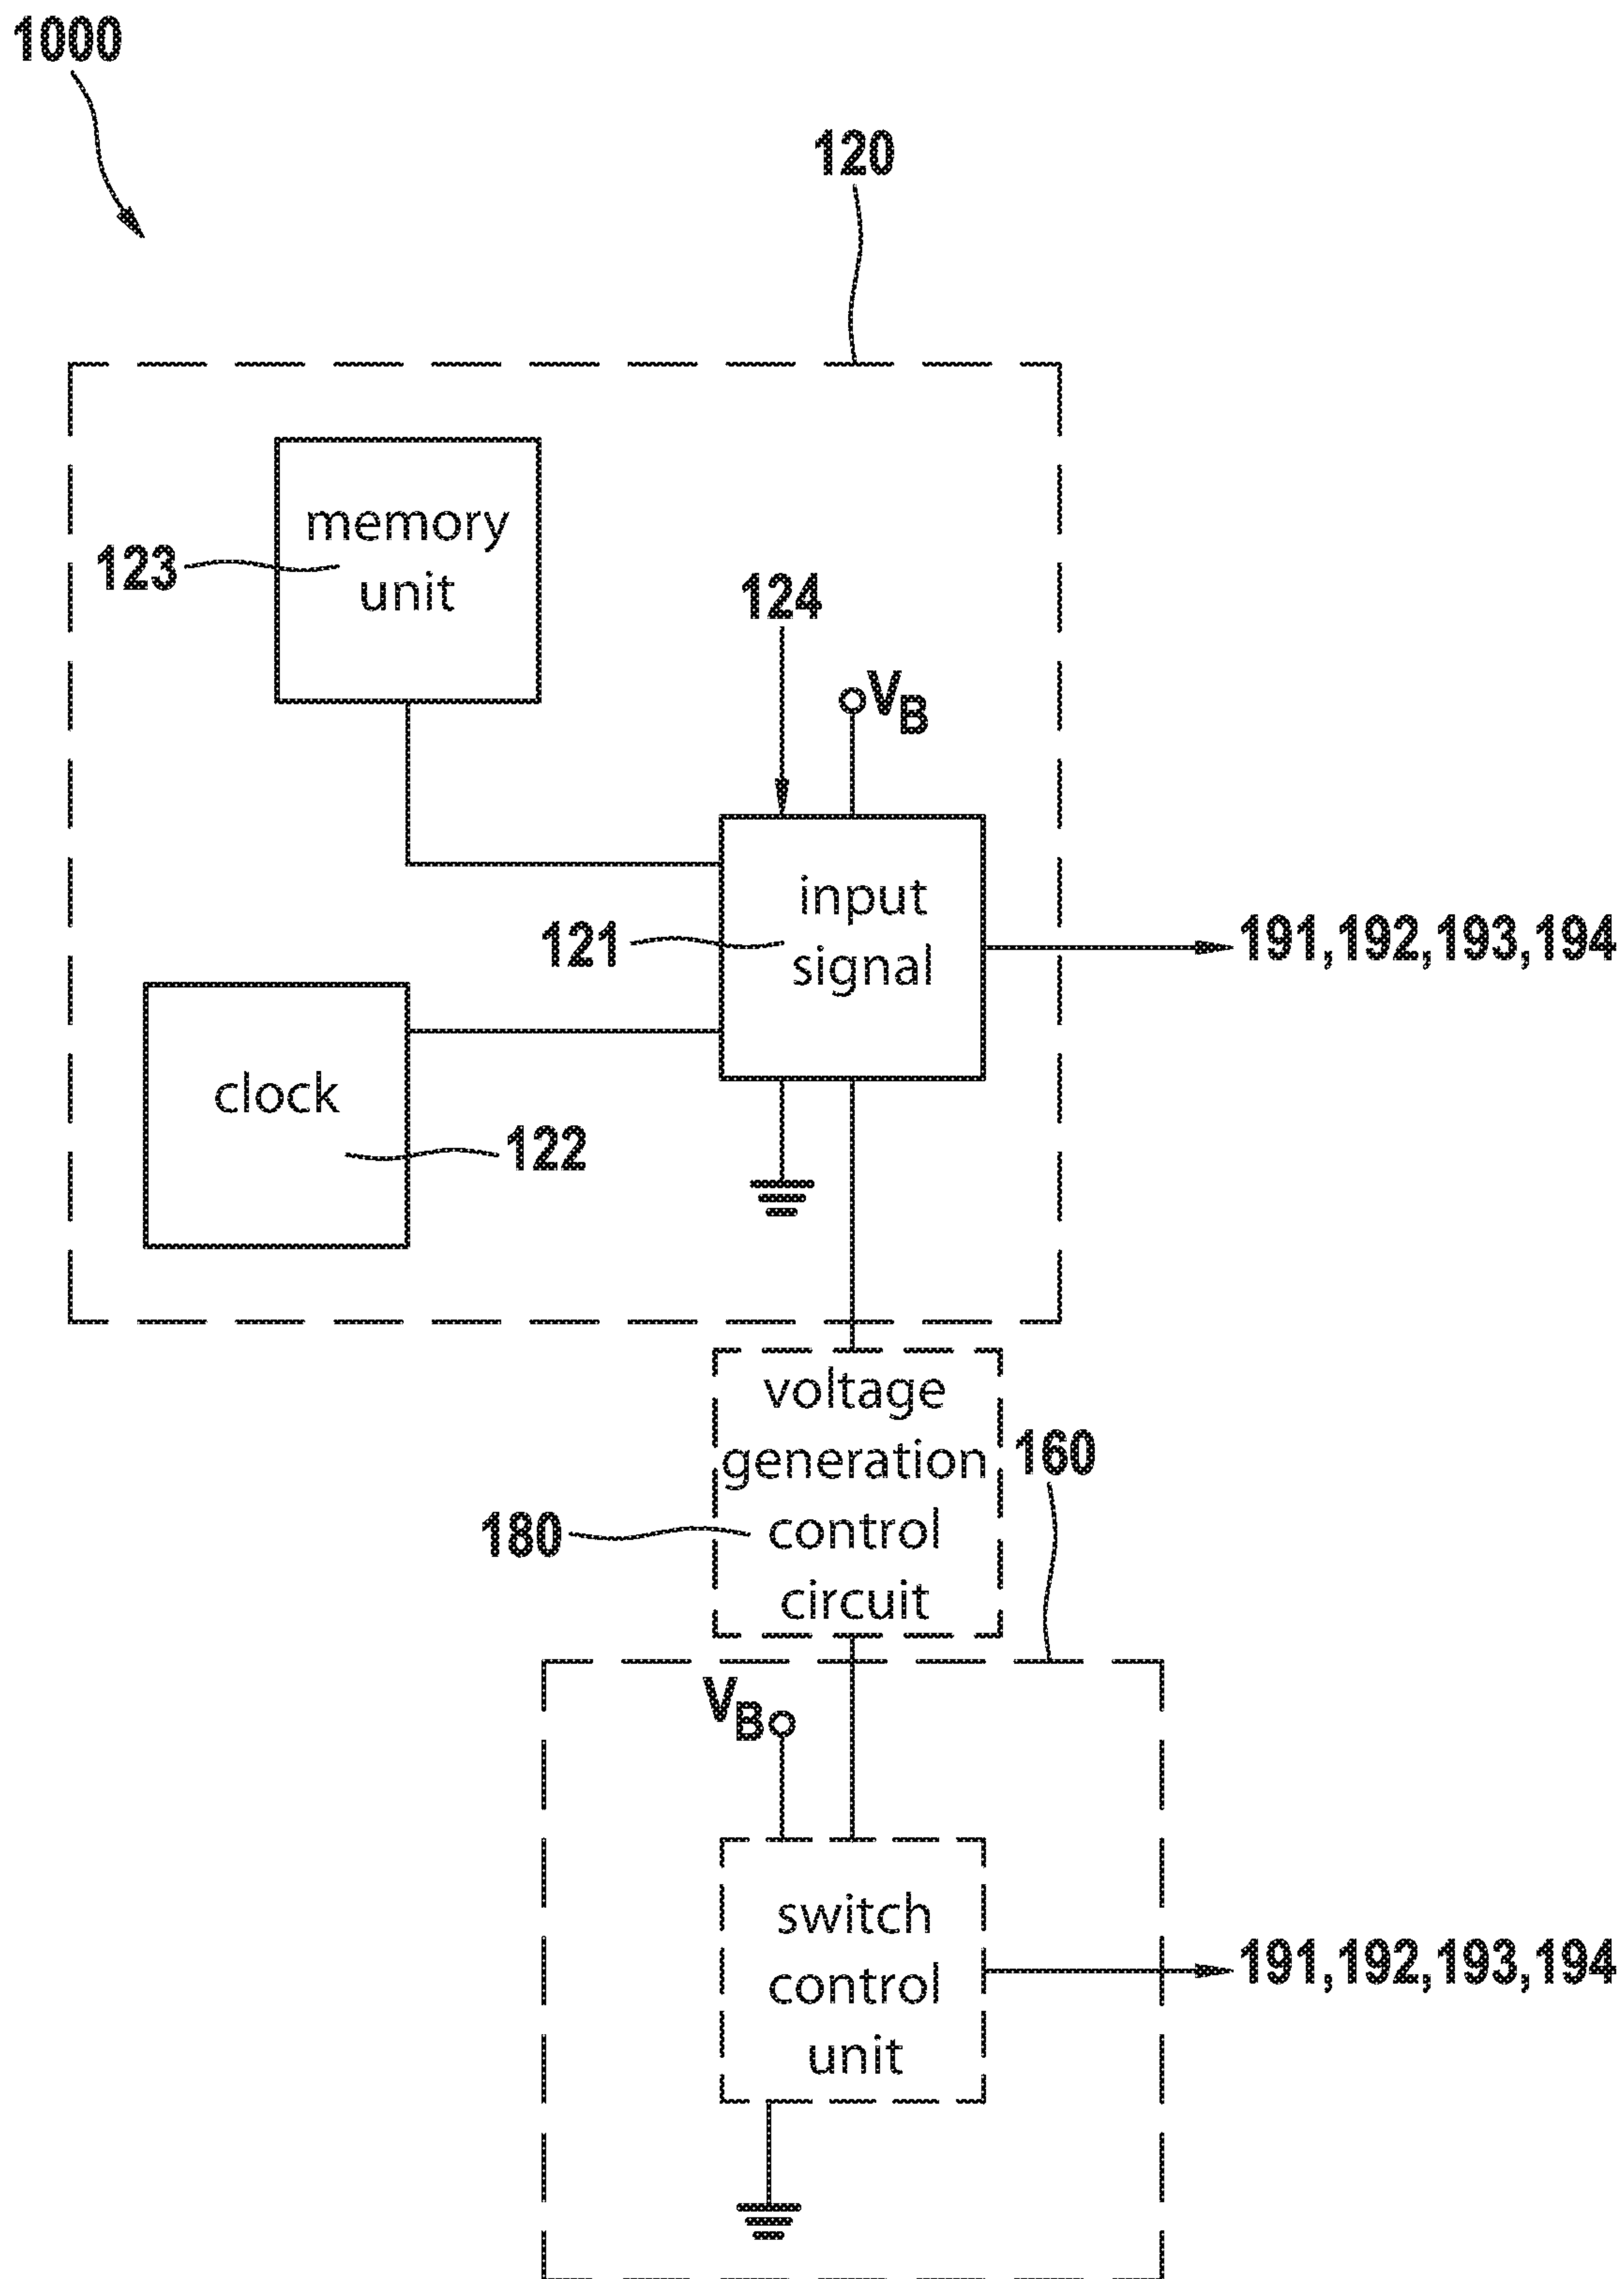 1000
120
memory
unit
123
124
VB
input
signal
121
191,192,193,194
clock
122
voltage
generation
control
circuit
160
180
VB
switch
control
unit
191,192,193,194